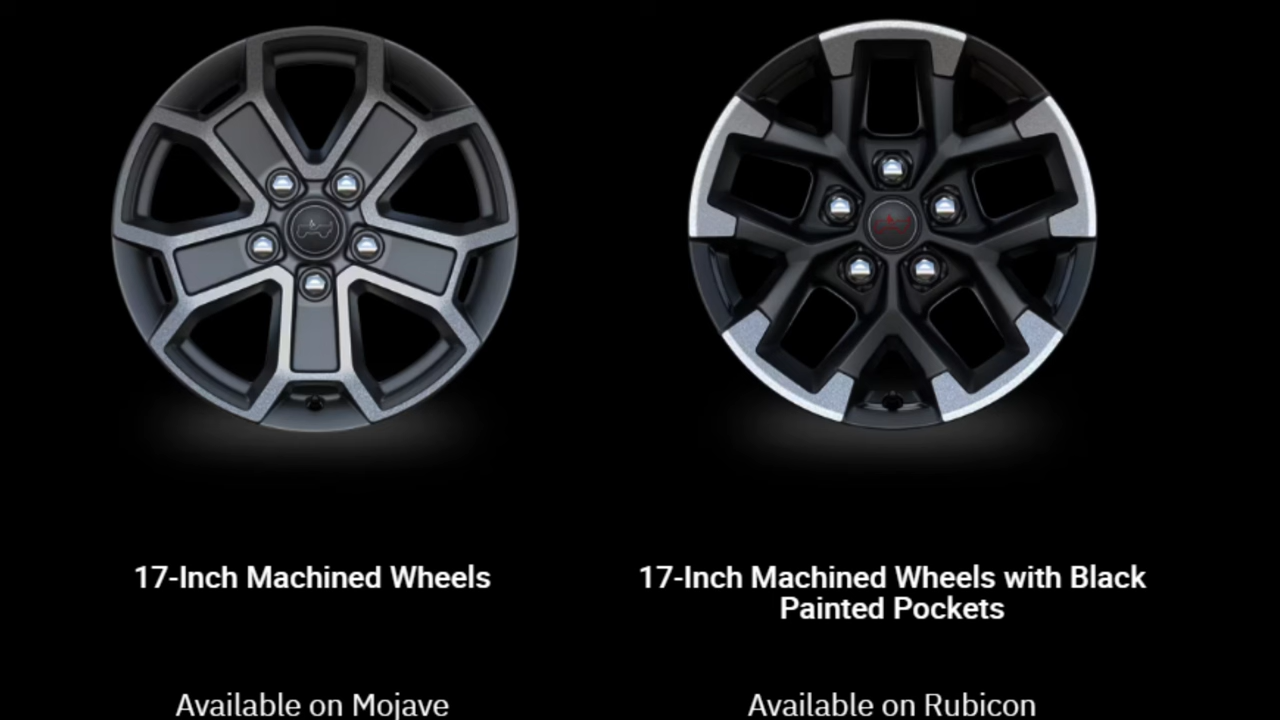 17-Inch Machined Wheels
17-Inch Machined Wheels with Black
Painted Pockets
Available on Mojave
Available on Rubicon